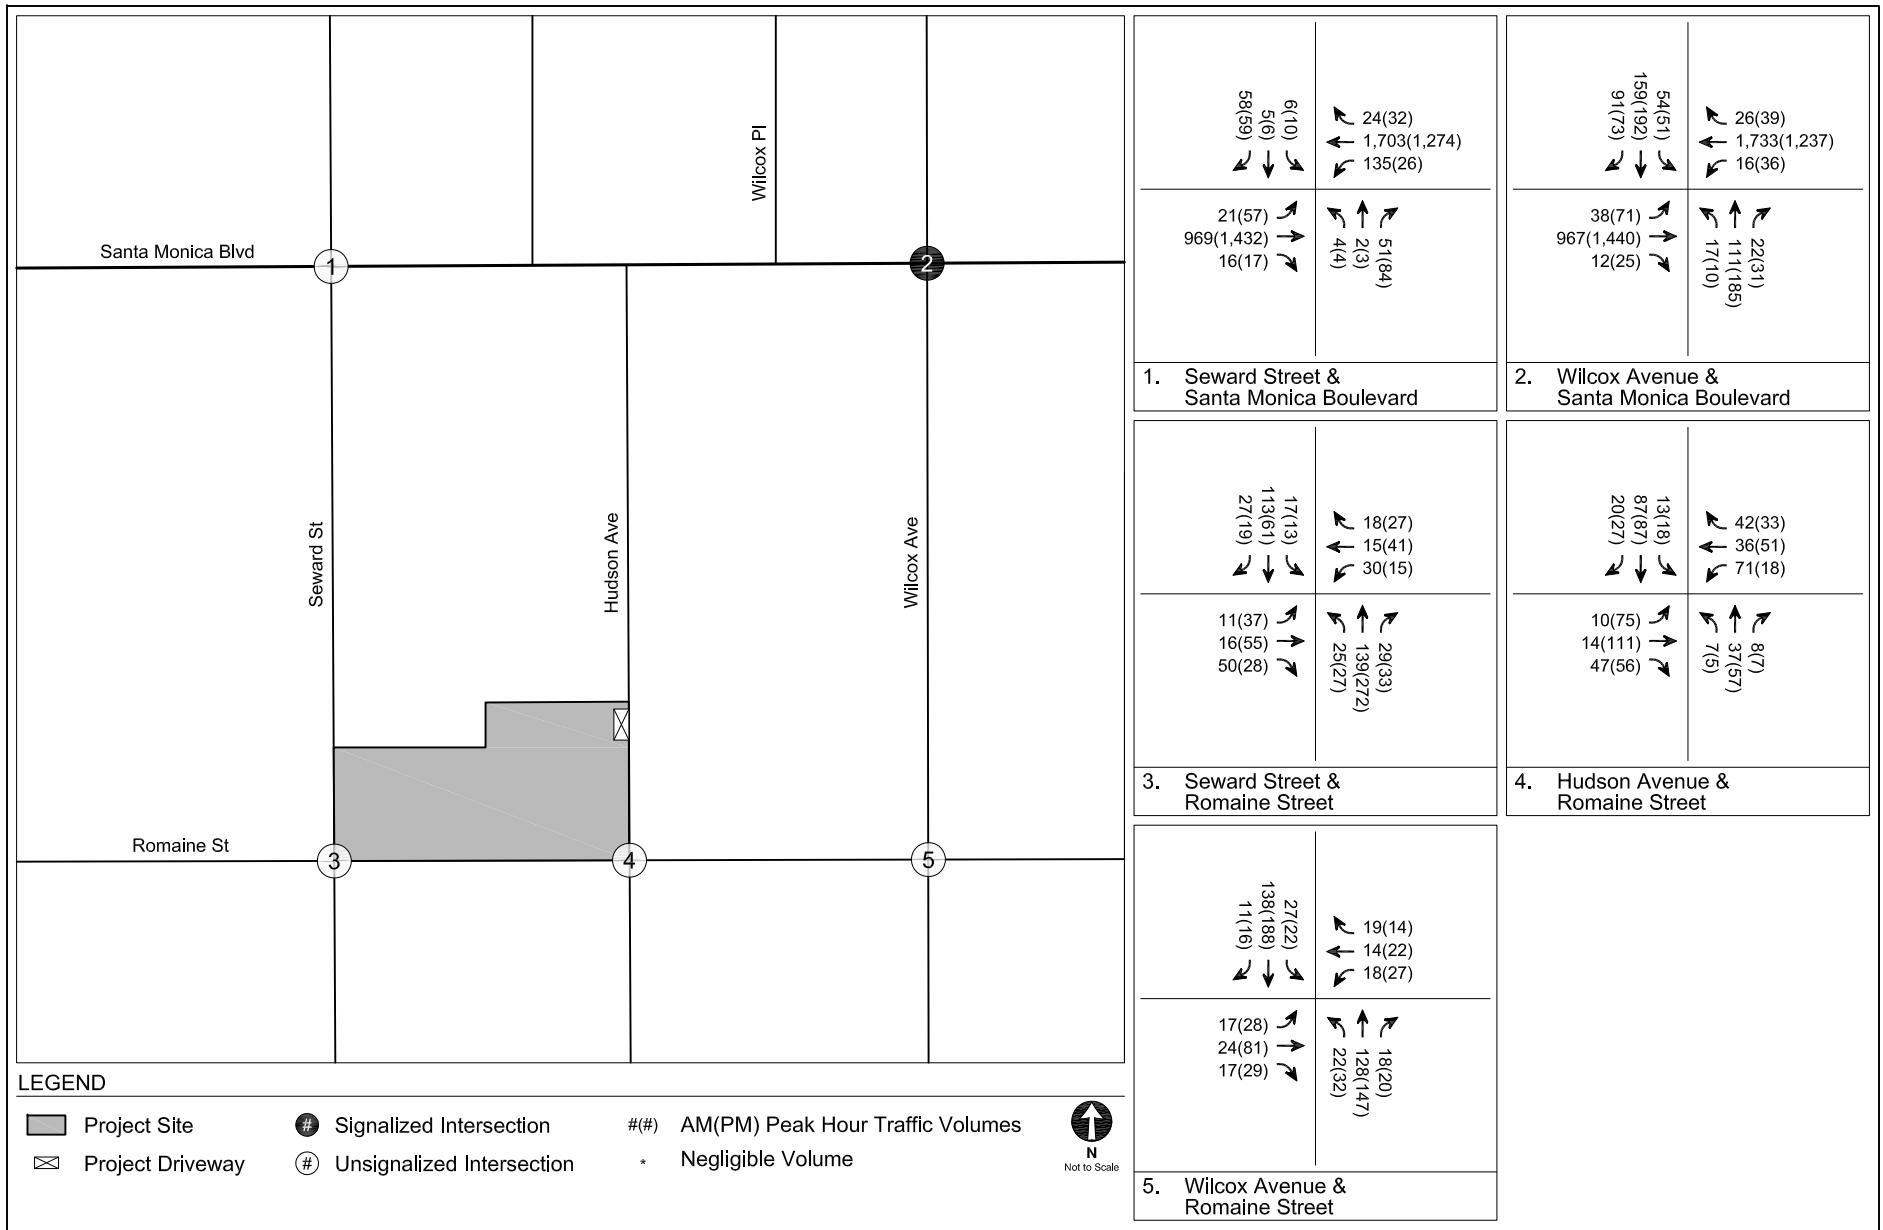 Wilcox Pl
Santa Monica Blvd
1
2
Seward St
Hudson Ave
Wilcox Ave
Romaine St
3
4
5
58(59)
5(6)
6(10)
24(32)
1,703(1,274)
135(26)
21(57)
969(1,432)
16(17)
4(4)
2(3)
51(84)
1. Seward Street &
Santa Monica Boulevard
91(73)
159(192)
54(51)
26(39)
1,733(1,237)
16(36)
38(71)
967(1,440)
12(25)
17(10)
111(185)
22(31)
2. Wilcox Avenue &
Santa Monica Boulevard
27(19)
113(61)
17(13)
18(27)
15(41)
30(15)
11(37)
16(55)
50(28)
25(27)
139(272)
29(33)
3. Seward Street &
Romaine Street
20(27)
87(87)
13(18)
42(33)
36(51)
71(18)
10(75)
14(111)
47(56)
7(5)
37(57)
8(7)
4. Hudson Avenue &
Romaine Street
11(16)
138(188)
27(22)
19(14)
14(22)
18(27)
17(28)
24(81)
17(29)
22(32)
128(147)
18(20)
5. Wilcox Avenue &
Romaine Street
LEGEND
Project Site
# Signalized Intersection
#(#) AM(PM) Peak Hour Traffic Volumes
Project Driveway
# Unsignalized Intersection
* Negligible Volume
N
Not to Scale